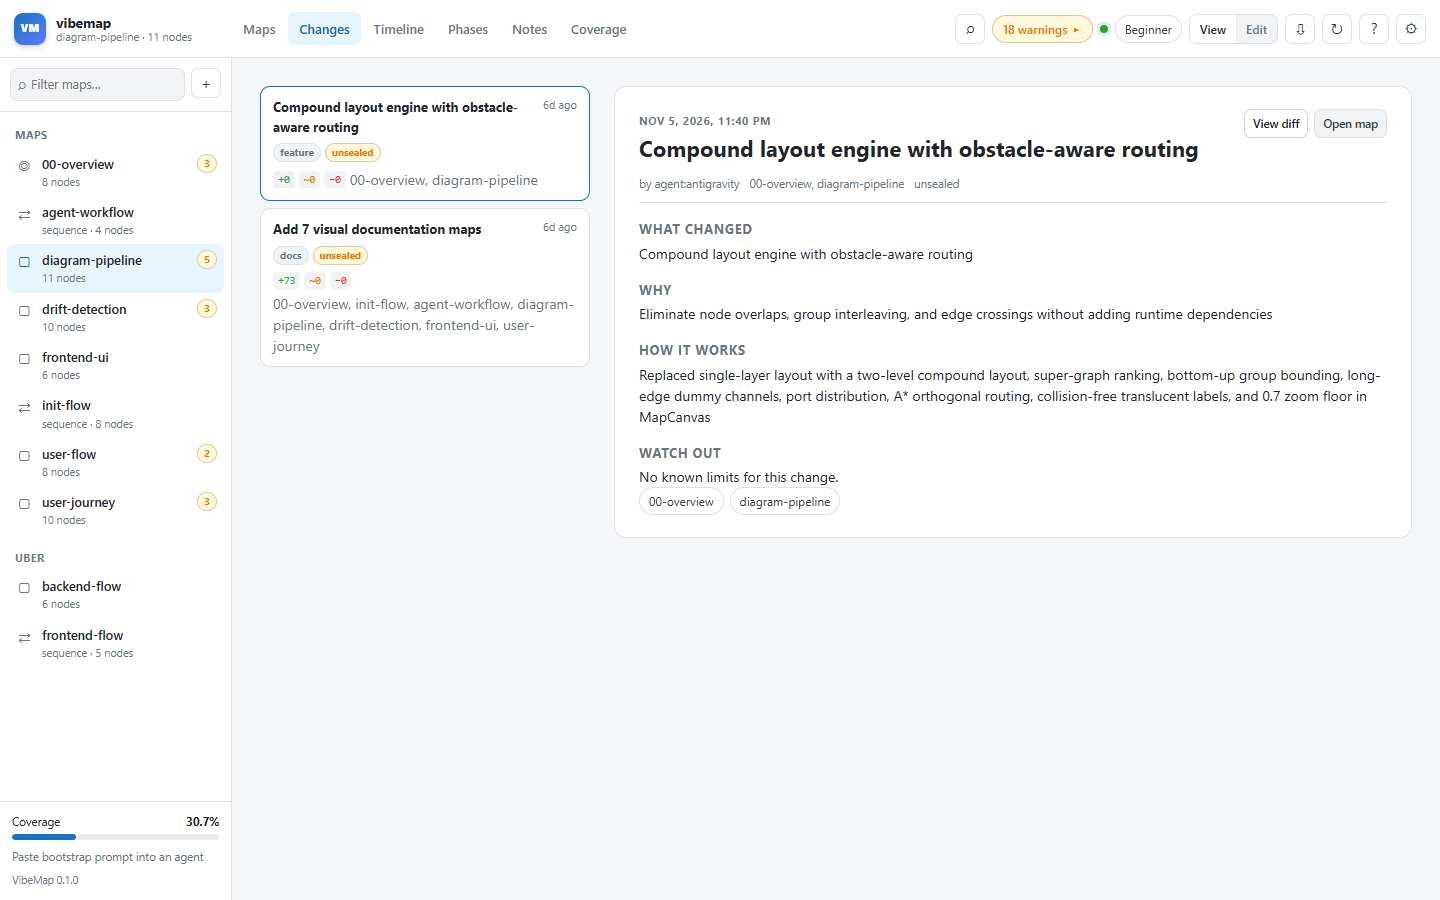 VM
vibemap
diagram-pipeline · 11 nodes
Maps
Changes
Timeline
Phases
Notes
Coverage
18 warnings ▸
Beginner
View
Edit
?
Filter maps...
+
MAPS
00-overview
3
8 nodes
agent-workflow
sequence · 4 nodes
diagram-pipeline
5
11 nodes
drift-detection
3
10 nodes
frontend-ui
6 nodes
init-flow
sequence · 8 nodes
user-flow
2
8 nodes
user-journey
3
10 nodes
UBER
backend-flow
6 nodes
frontend-flow
sequence · 5 nodes
Coverage
30.7%
Paste bootstrap prompt into an agent
VibeMap 0.1.0
Compound layout engine with obstacle-
aware routing
6d ago
feature
unsealed
+0 ~0 −0 00-overview, diagram-pipeline
Add 7 visual documentation maps
6d ago
docs
unsealed
+73 ~0 −0
00-overview, init-flow, agent-workflow, diagram-
pipeline, drift-detection, frontend-ui, user-
journey
NOV 5, 2026, 11:40 PM
View diff
Open map
Compound layout engine with obstacle-aware routing
by agent:antigravity 00-overview, diagram-pipeline unsealed
WHAT CHANGED
Compound layout engine with obstacle-aware routing
WHY
Eliminate node overlaps, group interleaving, and edge crossings without adding runtime dependencies
HOW IT WORKS
Replaced single-layer layout with a two-level compound layout, super-graph ranking, bottom-up group bounding, long-
edge dummy channels, port distribution, A* orthogonal routing, collision-free translucent labels, and 0.7 zoom floor in
MapCanvas
WATCH OUT
No known limits for this change.
00-overview
diagram-pipeline